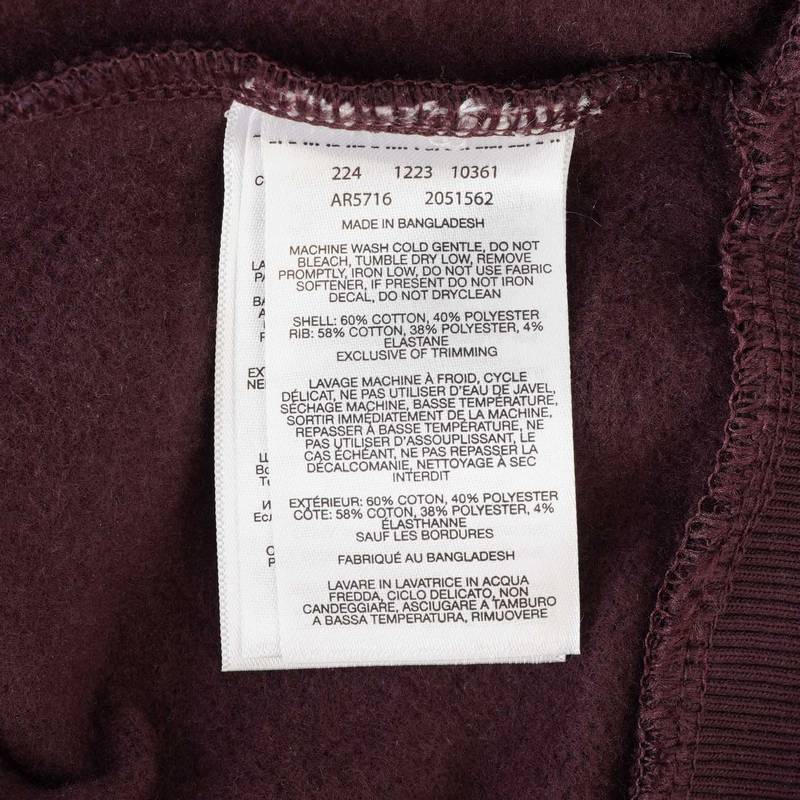 224 1223 10361
AR5716 2051562
MADE IN BANGLADESH
MACHINE WASH COLD GENTLE, DO NOT
BLEACH, TUMBLE DRY LOW, REMOVE
PROMPTLY, IRON LOW, DO NOT USE FABRIC
SOFTENER, IF PRESENT DO NOT IRON
DECAL, DO NOT DRYCLEAN
SHELL: 60% COTTON, 40% POLYESTER
RIB: 58% COTTON, 38% POLYESTER, 4%
ELASTANE
EXCLUSIVE OF TRIMMING
LAVAGE MACHINE À FROID, CYCLE
DÉLICAT, NE PAS UTILISER D'EAU DE JAVEL,
SÉCHAGE MACHINE, BASSE TEMPÉRATURE,
SORTIR IMMÉDIATEMENT DE LA MACHINE,
REPASSER À BASSE TEMPÉRATURE, NE
PAS UTILISER D'ASSOUPLISSANT, LE
CAS ÉCHÉANT, NE PAS REPASSER LA
DÉCALCOMANIE, NETTOYAGE À SEC
INTERDIT
EXTÉRIEUR: 60% COTON, 40% POLYESTER
CÔTE: 58% COTON, 38% POLYESTER, 4%
ÉLASTHANNE
SAUF LES BORDURES
FABRIQUÉ AU BANGLADESH
LAVARE IN LAVATRICE IN ACQUA
FREDDA, CICLO DELICATO, NON
CANDEGGIARE, ASCIUGARE A TAMBURO
A BASSA TEMPERATURA, RIMUOVERE